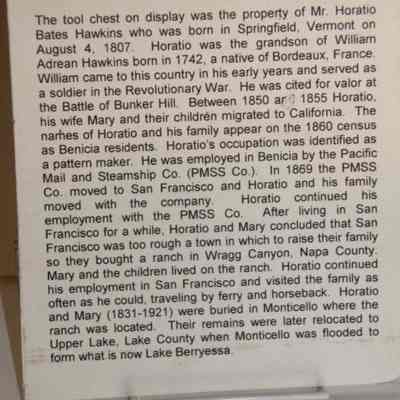 The tool chest on display was the property of Mr. Horatio
Bates Hawkins who was born in Springfield, Vermont on
August 4, 1807. Horatio was the grandson of William
Adrean Hawkins born in 1742, a native of Bordeaux, France.
William came to this country in his early years and served as
a soldier in the Revolutionary War. He was cited for valor at
the Battle of Bunker Hill. Between 1850 and 1855 Horatio,
his wife Mary and their children migrated to California. The
names of Horatio and his family appear on the 1860 census
as Benicia residents. Horatio's occupation was identified as
a pattern maker. He was employed in Benicia by the Pacific
Mail and Steamship Co. (PMSS Co.). In 1869 the PMSS
Co. moved to San Francisco and Horatio and his family
moved with the company. Horatio continued his
employment with the PMSS Co. After living in San
Francisco for a while, Horatio and Mary concluded that San
Francisco was too rough a town in which to raise their family
so they bought a ranch in Wragg Canyon, Napa County.
Mary and the children lived on the ranch. Horatio continued
his employment in San Francisco and visited the family as
often as he could, traveling by ferry and horseback. Horatio
and Mary (1831-1921) were buried in Monticello where the
ranch was located. Their remains were later relocated to
Upper Lake, Lake County when Monticello was flooded to
form what is now Lake Berryessa.